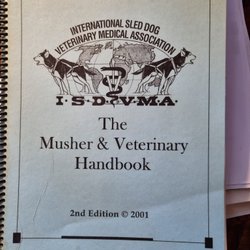 INTERNATIONAL SLED DOG
VETERINARY MEDICAL ASSOCIATION
I·S·D·V·M·A·
The
Musher & Veterinary
Handbook
2nd Edition © 2001